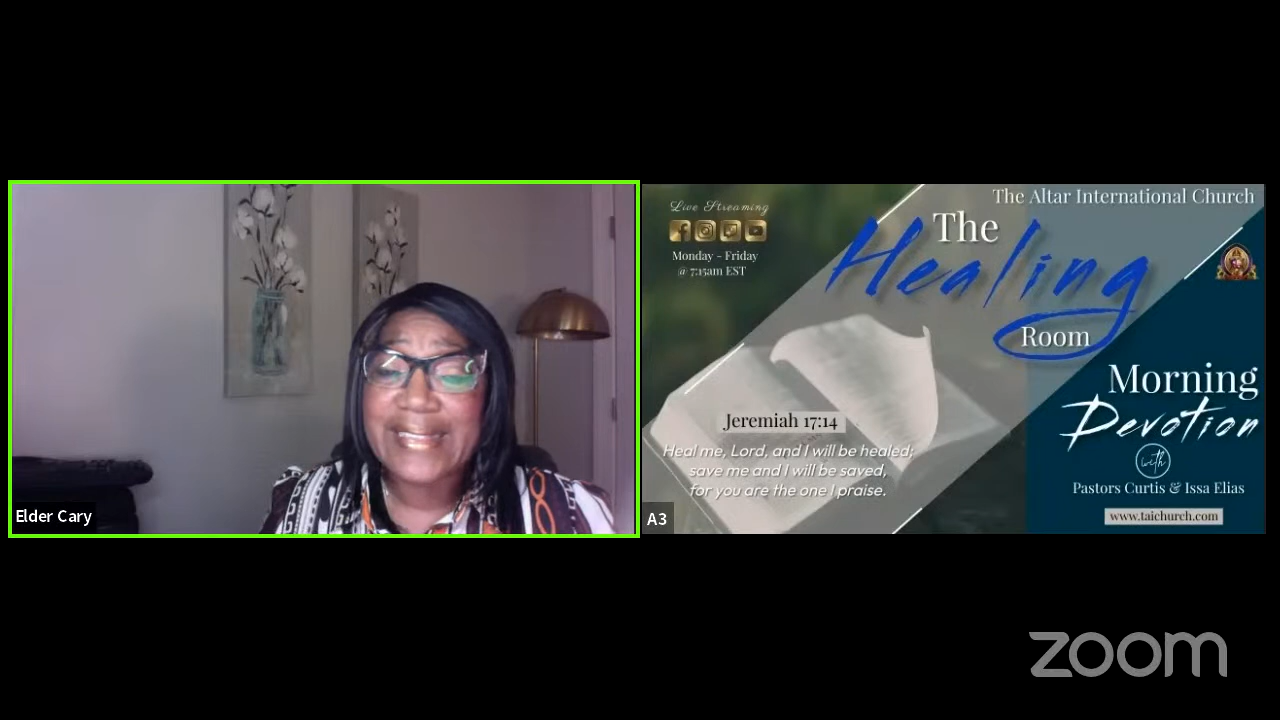 Elder Cary
Live Streaming
Monday - Friday
@ 7:15am EST
The Altar International Church
The
Healing
Room
Jeremiah 17:14
Heal me, Lord, and I will be healed;
save me and I will be saved,
for you are the one I praise.
Morning
Devotion
with
Pastors Curtis & Issa Elias
www.taichurch.com
A3
zoom